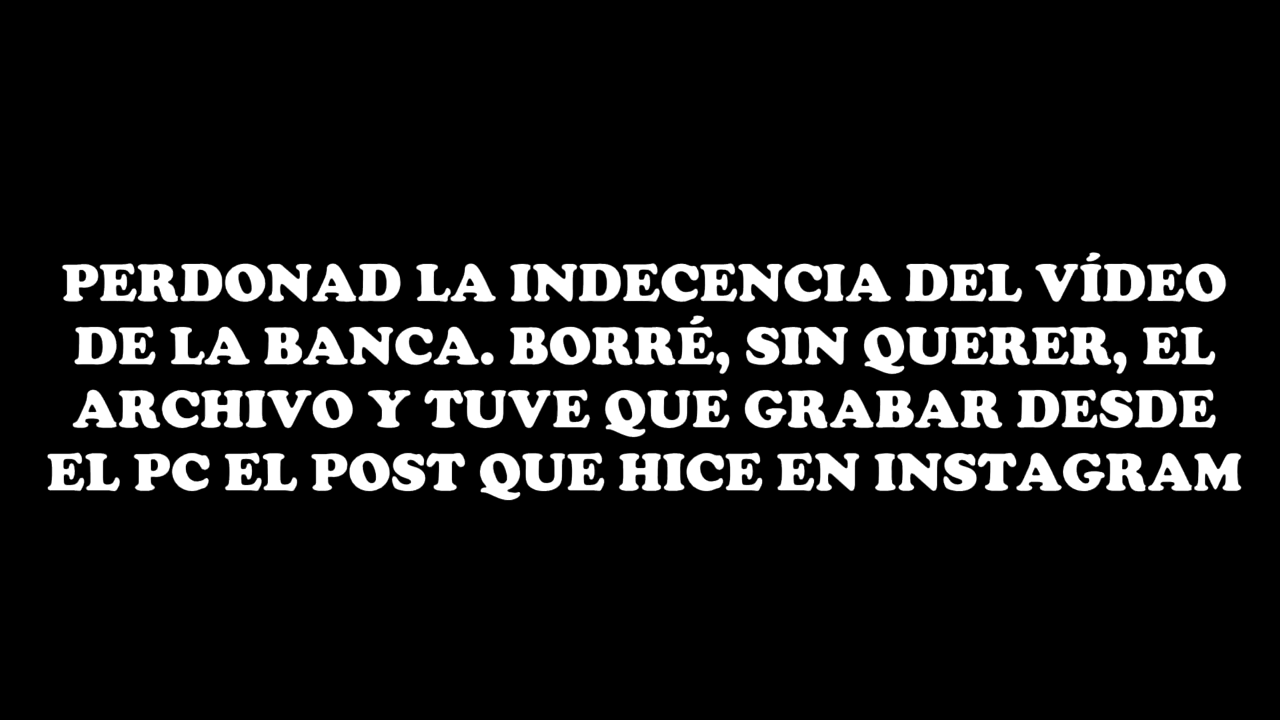 PERDONAD LA INDECENCIA DEL VÍDEO
DE LA BANCA. BORRÉ, SIN QUERER, EL
ARCHIVO Y TUVE QUE GRABAR DESDE
EL PC EL POST QUE HICE EN INSTAGRAM